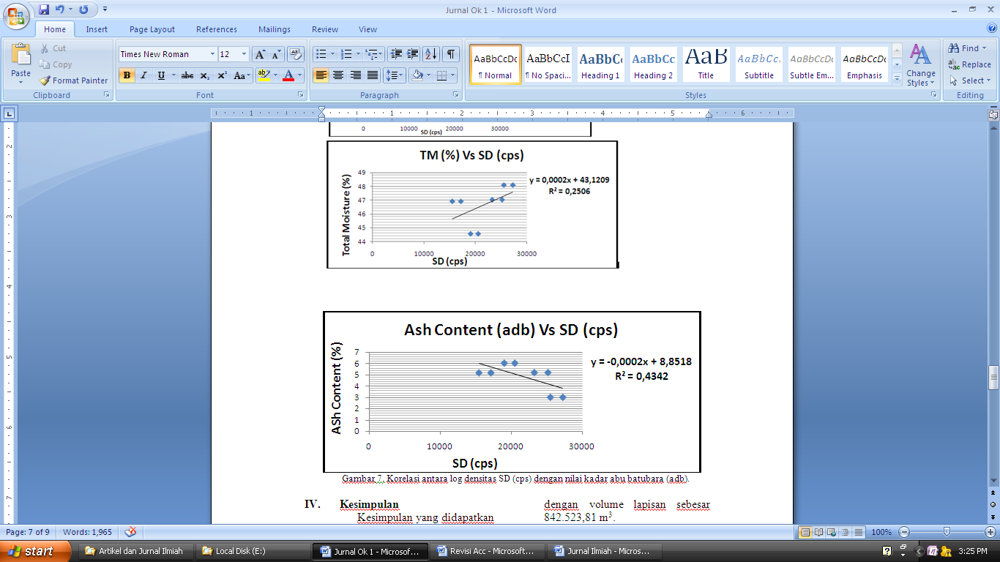 Jurnal Ok 1 - Microsoft Word
Home Insert Page Layout References Mailings Review View
Paste
Cut
Copy
Format Painter
Clipboard
Times New Roman 12
Font
Paragraph
AaBbCcDc AaBbCcI AaBbC AaBbCc AaB AaBbCc. AaBbCcDc AaBbCcDc
¶ Normal ¶ No Spaci... Heading 1 Heading 2 Title Subtitle Subtle Em... Emphasis
Change Styles
Styles
Find
Replace
Select
Editing
0 10000 20000 30000
SD (cps)
TM (%) Vs SD (cps)
Total Moisture (%)
49
48
47
46
45
44
0 10000 20000 30000
SD (cps)
y = 0,0002x + 43,1209
R² = 0,2506
Ash Content (adb) Vs SD (cps)
ASh Content (%)
7
6
5
4
3
2
1
0
0 10000 20000 30000
SD (cps)
y = -0,0002x + 8,8518
R² = 0,4342
Gambar 7. Korelasi antara log densitas SD (cps) dengan nilai kadar abu batubara (adb).
IV. Kesimpulan
Kesimpulan yang didapatkan
dengan volume lapisan sebesar
842.523,81 m³.
Page: 7 of 9 Words: 1,965 100%
start Artikel dan Jurnal Ilmiah Local Disk (E:) Jurnal Ok 1 - Microsof... Revisi Acc - Microsoft... Jurnal Ilmiah - Micros... 3:25 PM